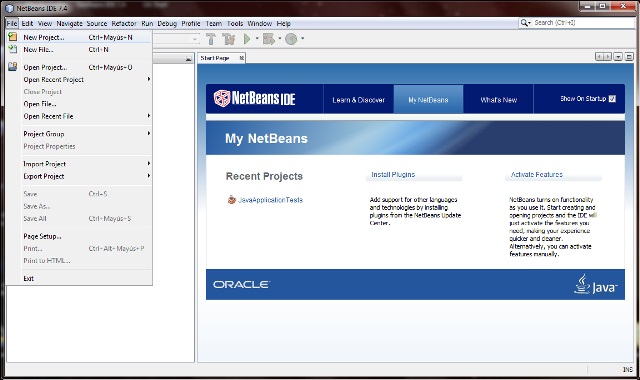 NetBeans IDE 7.4
File Edit View Navigate Source Refactor Run Debug Profile Team Tools Window Help
Search (Ctrl+I)
New Project... Ctrl+Mayús+N
New File... Ctrl+N
Open Project... Ctrl+Mayús+O
Open Recent Project
Close Project
Open File...
Open Recent File
Project Group
Project Properties
Import Project
Export Project
Save Ctrl+S
Save As...
Save All Ctrl+Mayús+S
Page Setup...
Print... Ctrl+Alt+Mayús+P
Print to HTML...
Exit
Start Page
NetBeans IDE
Learn & Discover
My NetBeans
What's New
Show On Startup
My NetBeans
Recent Projects
JavaApplicationTests
Install Plugins
Add support for other languages
and technologies by installing
plugins from the NetBeans Update
Center.
Activate Features
NetBeans turns on functionality
as you use it. Start creating and
opening projects and the IDE will
just activate the features you
need, making your experience
quicker and cleaner.
Alternatively, you can activate
features manually.
ORACLE
Java
INS